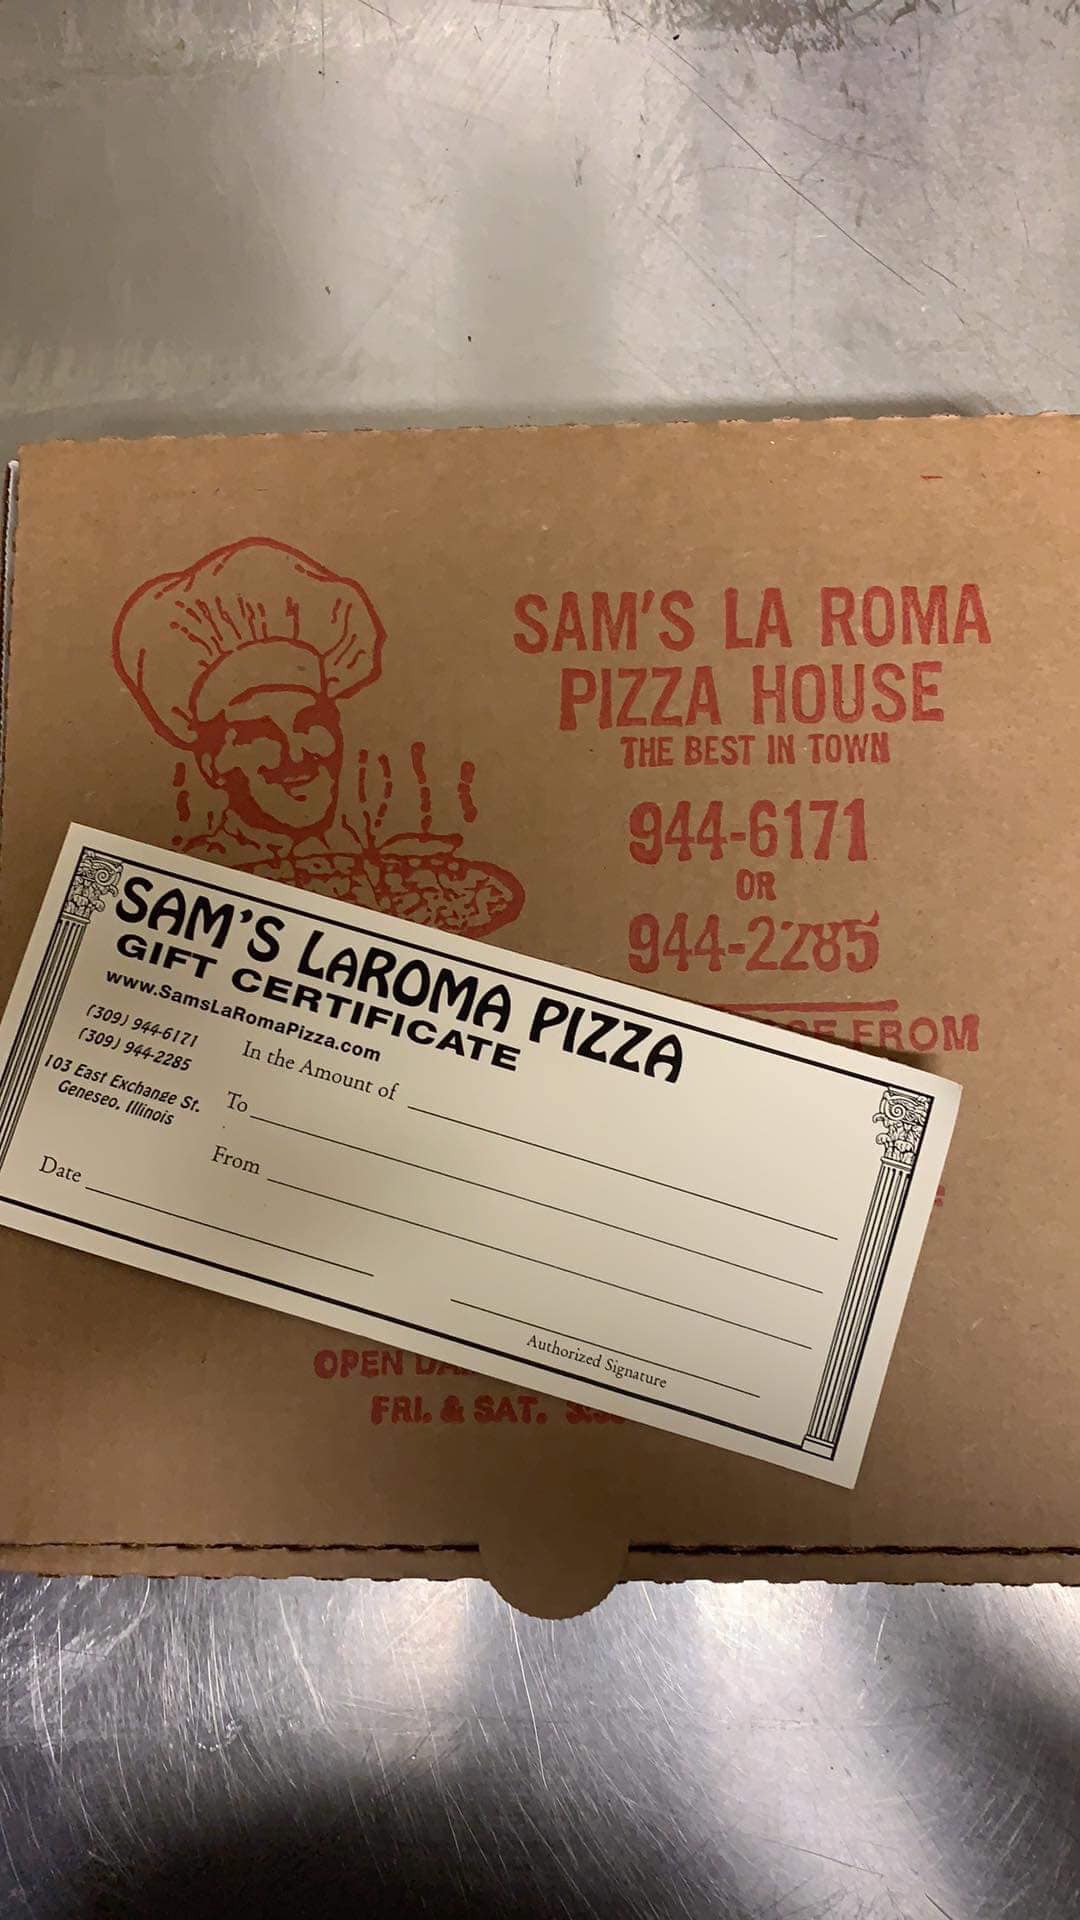 SAM'S LA ROMA
PIZZA HOUSE
THE BEST IN TOWN
944-6171
OR
944-2285
FROM
SAM'S LAROMA PIZZA
GIFT CERTIFICATE
www.SamsLaRomaPizza.com
(309) 944-6171
(309) 944-2285
103 East Exchange St.
Geneseo, Illinois
In the Amount of
To
From
Date
Authorized Signature
OPEN
FRI. & SAT.